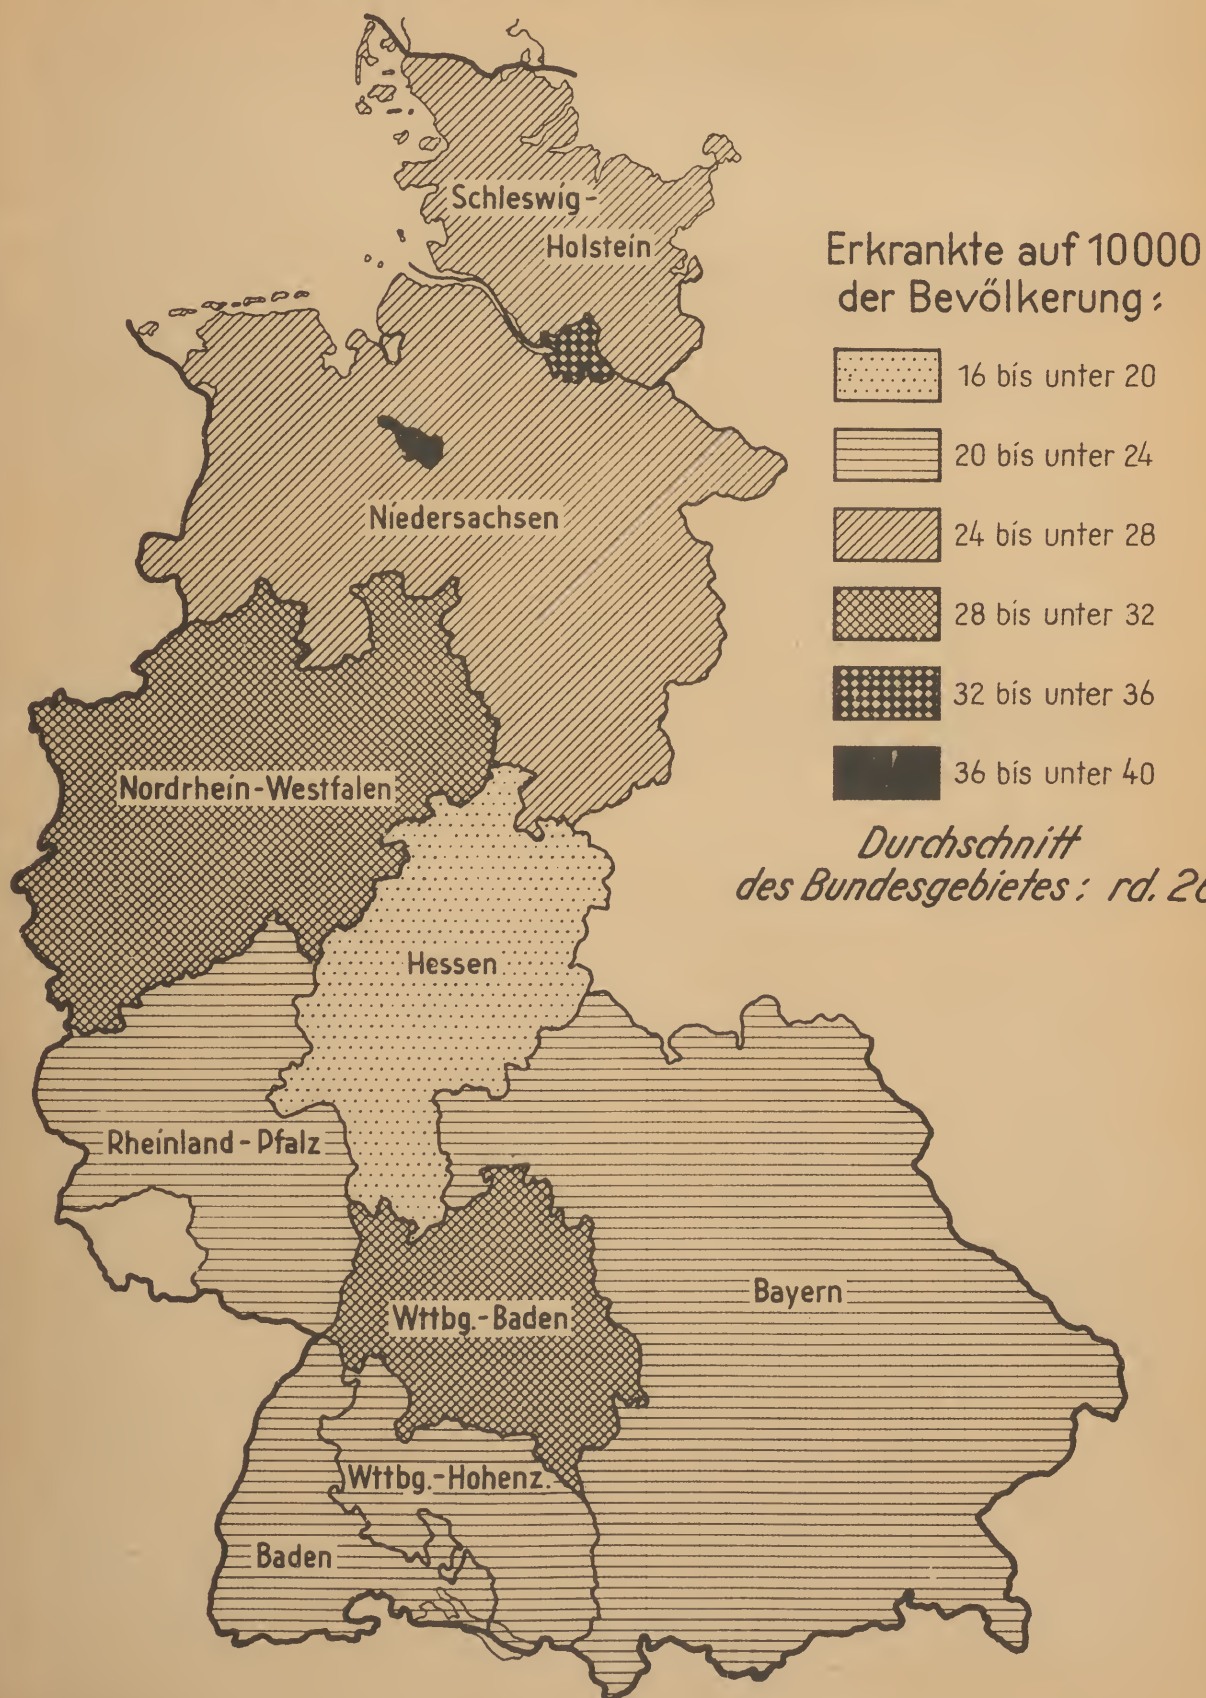 Schleswig-
Holstein
Erkrankte auf 10000
der Bevölkerung:
16 bis unter 20
20 bis unter 24
24 bis unter 28
28 bis unter 32
32 bis unter 36
36 bis unter 40
Durchschnitt
des Bundesgebietes: rd.
Niedersachsen
Nordrhein-Westfalen
Hessen
Rheinland-Pfalz
Bayern
Wttbg.-Baden
Wttbg.-Hohenz.
Baden